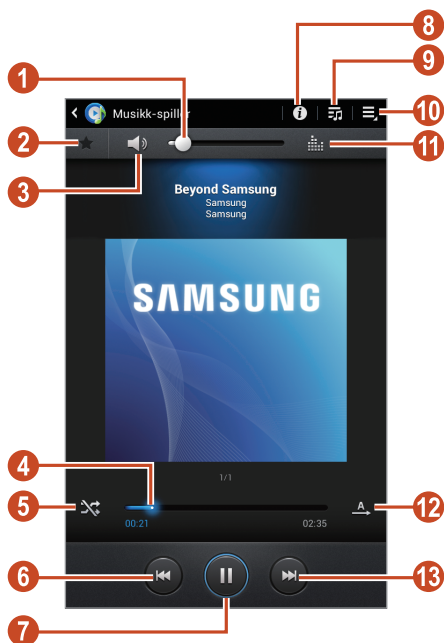 8
9
1
Musikk-spiller
10
2
11
3
Beyond Samsung
Samsung
Samsung
SAMSUNG
4
1/1
5
A
12
00:21
02:35
6
13
7